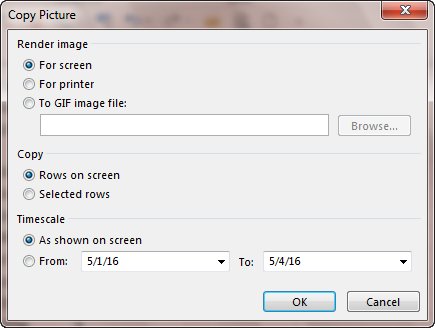 Copy Picture
Render image
For screen
For printer
To GIF image file:
Browse...
Copy
Rows on screen
Selected rows
Timescale
As shown on screen
From: 5/1/16 To: 5/4/16
OK Cancel